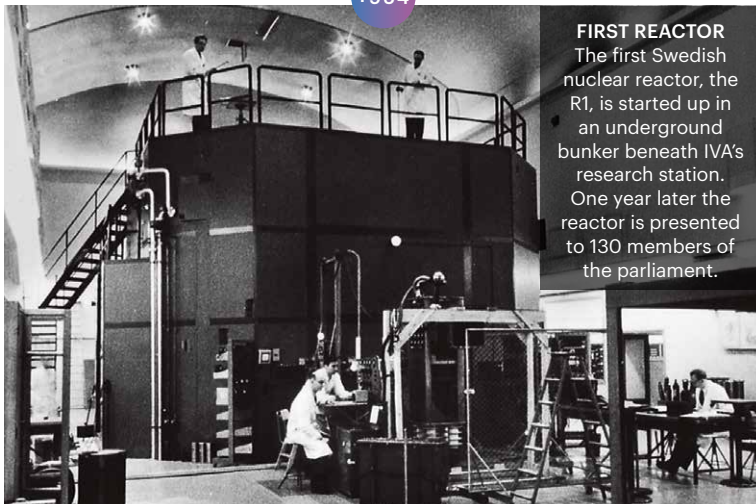 1954
FIRST REACTOR
The first Swedish
nuclear reactor, the
R1, is started up in
an underground
bunker beneath IVA’s
research station.
One year later the
reactor is presented
to 130 members of
the parliament.